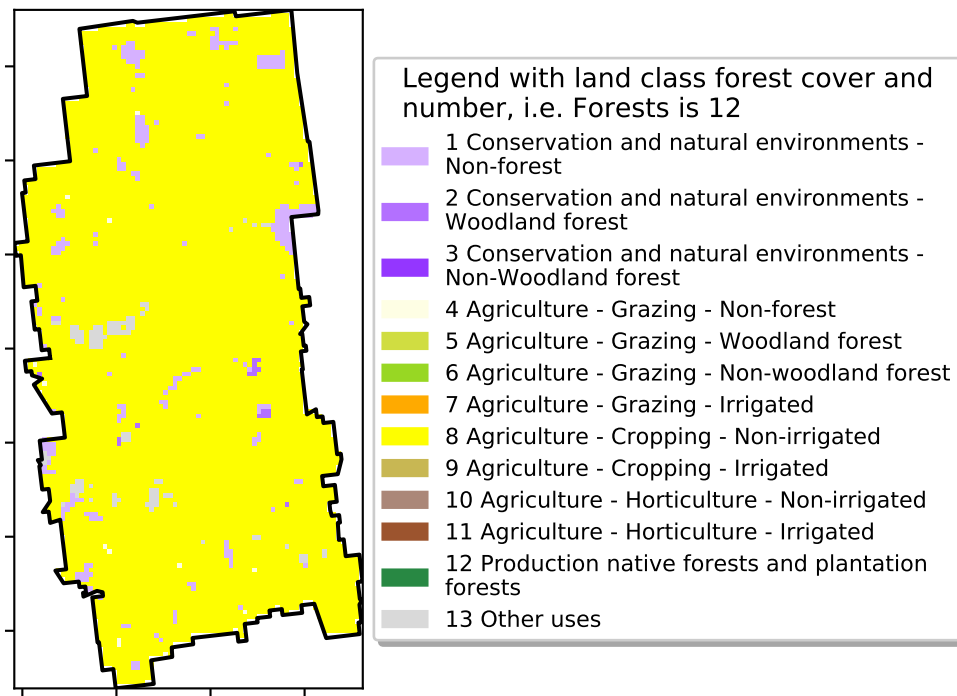 Legend with land class forest cover and
number, i.e. Forests is 12
1 Conservation and natural environments -
Non-forest
2 Conservation and natural environments -
Woodland forest
3 Conservation and natural environments -
Non-Woodland forest
4 Agriculture - Grazing - Non-forest
5 Agriculture - Grazing - Woodland forest
6 Agriculture - Grazing - Non-woodland forest
7 Agriculture - Grazing - Irrigated
8 Agriculture - Cropping - Non-irrigated
9 Agriculture - Cropping - Irrigated
10 Agriculture - Horticulture - Non-irrigated
11 Agriculture - Horticulture - Irrigated
12 Production native forests and plantation
forests
13 Other uses